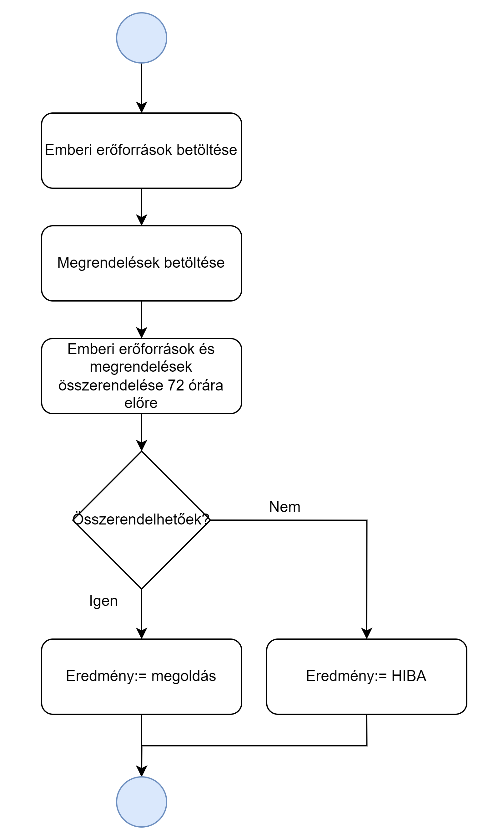 Emberi erőforrások betöltése
Megrendelések betöltése
Emberi erőforrások és
megrendelések
összerendelése 72 órára
előre
Összerendelhetőek?
Nem
Igen
Eredmény:= megoldás
Eredmény:= HIBA